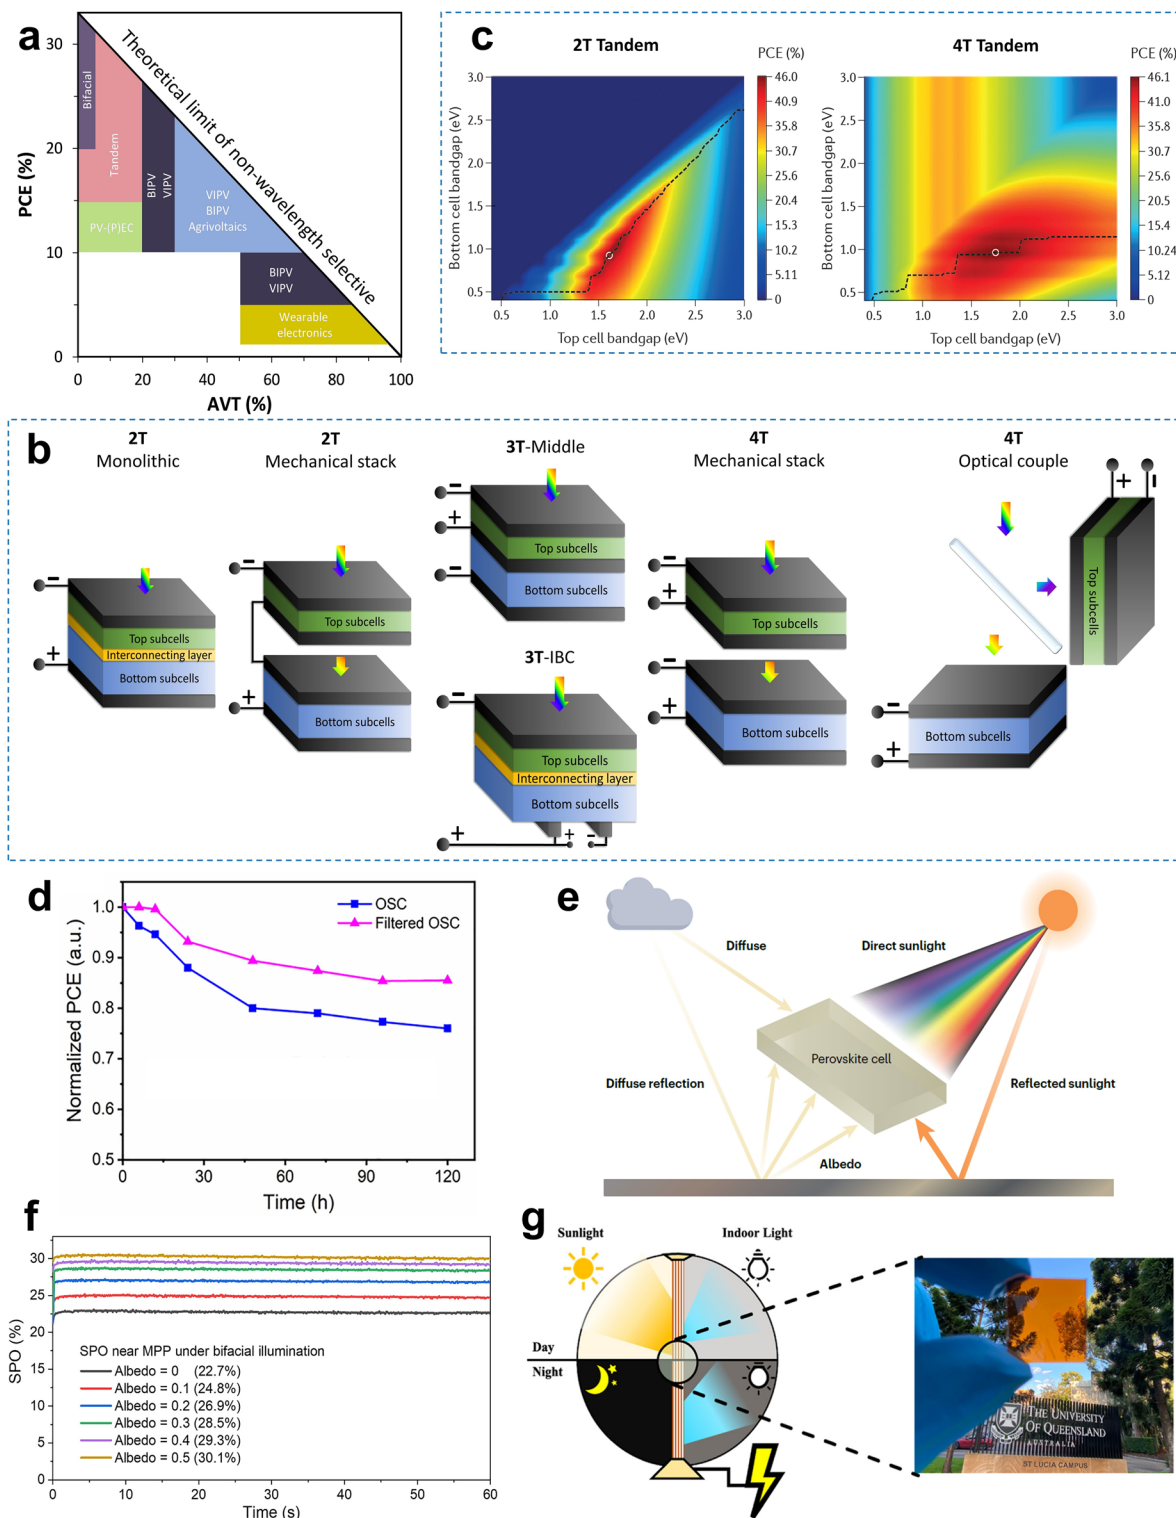 a
PCE (%)
30
20
10
0
Bifacial
Tandem
PV-(P)EC
BIPV
VIPV
VIPV
BIPV
Agrivoltaics
BIPV
VIPV
Wearable
electronics
Theoretical limit of non-wavelength selective
0 20 40 60 80 100
AVT (%)
c
2T Tandem
PCE (%)
Bottom cell bandgap (eV)
3.0
2.5
2.0
1.5
1.0
0.5
0.5 1.0 1.5 2.0 2.5 3.0
Top cell bandgap (eV)
46.0
40.9
35.8
30.7
25.6
20.4
15.3
10.2
5.11
0
4T Tandem
PCE (%)
Bottom cell bandgap (eV)
3.0
2.5
2.0
1.5
1.0
0.5
0.5 1.0 1.5 2.0 2.5 3.0
Top cell bandgap (eV)
46.1
40.9
35.8
30.7
25.6
20.5
15.4
10.24
5.12
0
b
2T
Monolithic
-
+
Top subcells
Interconnecting layer
Bottom subcells
2T
Mechanical stack
-
Top subcells
+
Bottom subcells
3T-Middle
-
+
-
Top subcells
Bottom subcells
3T-IBC
-
Top subcells
Interconnecting layer
Bottom subcells
+
+ -
4T
Mechanical stack
-
+
Top subcells
-
+
Bottom subcells
4T
Optical couple
+ -
Top subcells
-
+
Bottom subcells
d
Normalized PCE (a.u.)
1.0
0.9
0.8
0.7
0.6
0.5
OSC
Filtered OSC
0 30 60 90 120
Time (h)
e
Diffuse
Direct sunlight
Perovskite cell
Diffuse reflection
Reflected sunlight
Albedo
f
SPO (%)
30
25
20
15
10
5
0
SPO near MPP under bifacial illumination
Albedo = 0 (22.7%)
Albedo = 0.1 (24.8%)
Albedo = 0.2 (26.9%)
Albedo = 0.3 (28.5%)
Albedo = 0.4 (29.3%)
Albedo = 0.5 (30.1%)
0 10 20 30 40 50 60
Time (s)
g
Sunlight
Indoor Light
Day
Night
THE UNIVERSITY
OF QUEENSLAND
AUSTRALIA
ST LUCIA CAMPUS